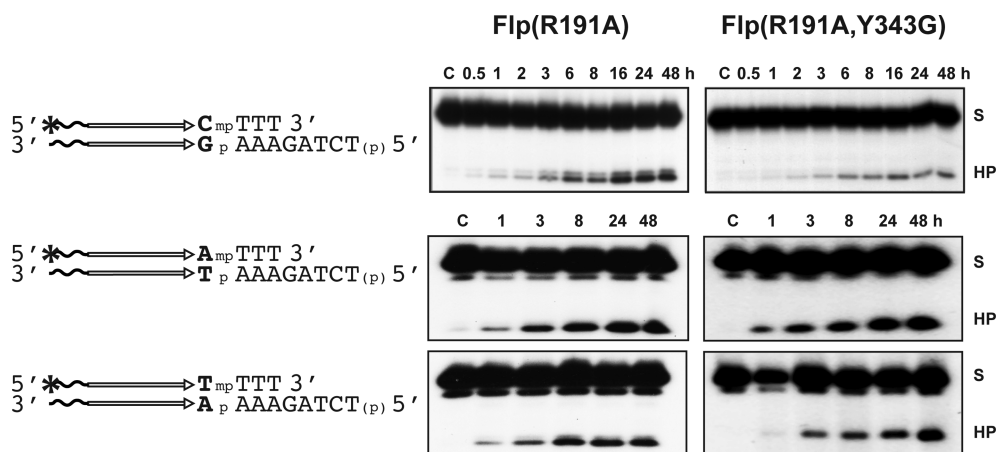 Flp(R191A) Flp(R191A,Y343G)
C 0.5 1 2 3 6 8 16 24 48 h C 0.5 1 2 3 6 8 16 24 48 h
5′ * C mp TTT 3′
3′ G p AAAGATCT (p) 5′
S
HP
C 1 3 8 24 48 C 1 3 8 24 48 h
5′ * A mp TTT 3′
3′ T p AAAGATCT (p) 5′
S
HP
5′ * T mp TTT 3′
3′ A p AAAGATCT (p) 5′
S
HP